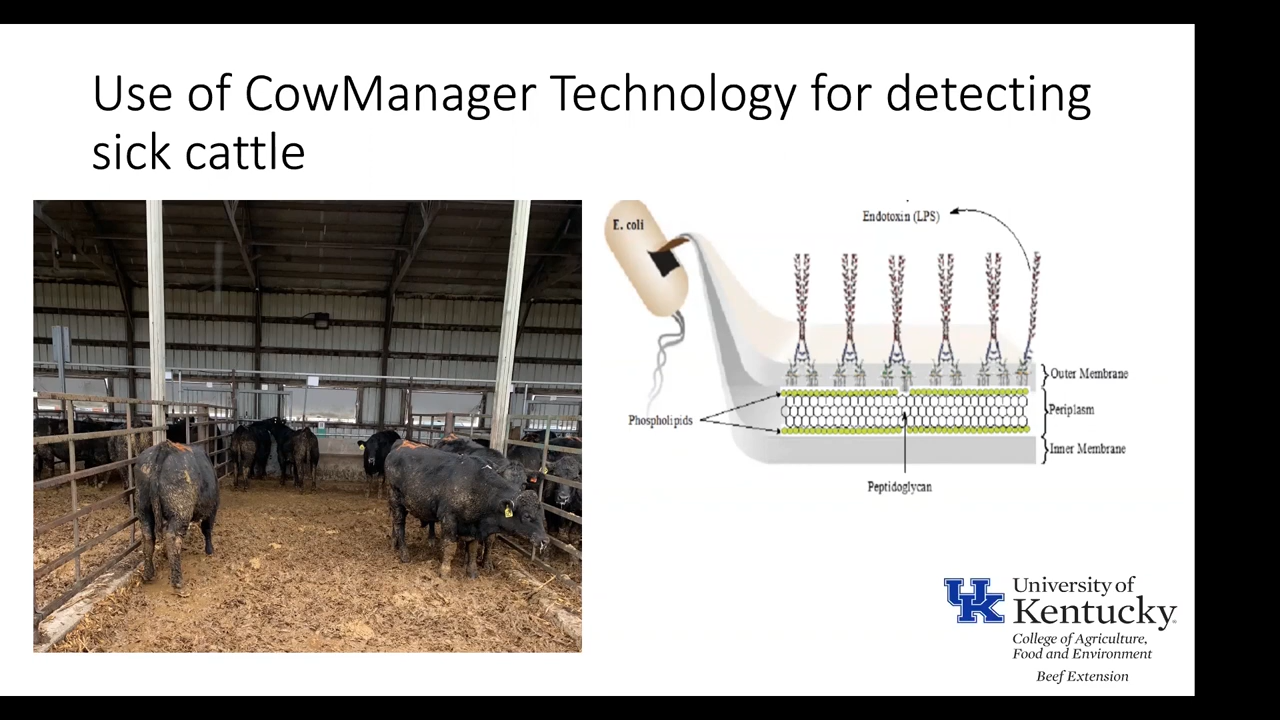 Use of CowManager Technology for detecting
sick cattle
E. coli
Endotoxin (LPS)
Outer Membrane
Phospholipids
Periplasm
Inner Membrane
Peptidoglycan
UK
University of
Kentucky
College of Agriculture,
Food and Environment
Beef Extension